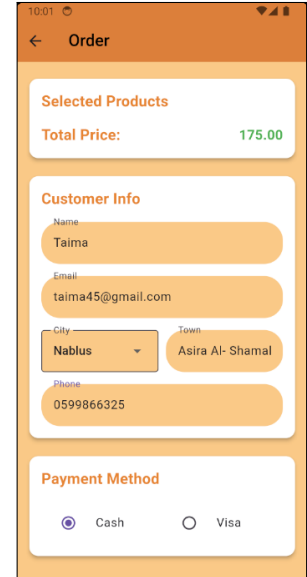 10:01
Order
Selected Products
Total Price: 175.00
Customer Info
Name
Taima
Email
taima45@gmail.com
City Town
Nablus Asira Al- Shamal
Phone
0599866325
Payment Method
Cash Visa